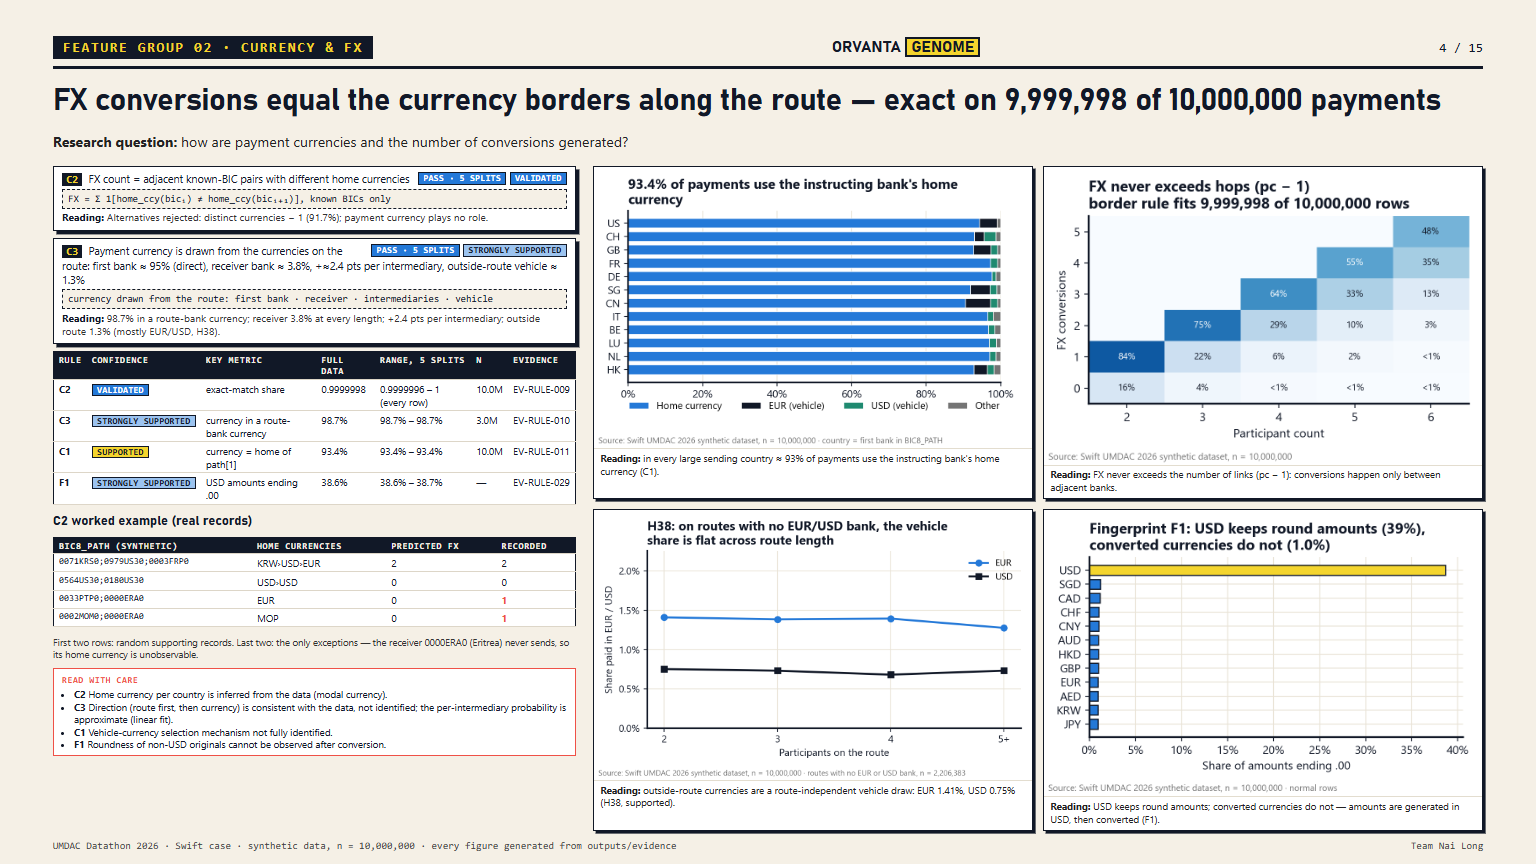 FEATURE GROUP 02 · CURRENCY & FX
ORVANTA GENOME
4 / 15
FX conversions equal the currency borders along the route — exact on 9,999,998 of 10,000,000 payments
Research question: how are payment currencies and the number of conversions generated?
C2 FX count = adjacent known-BIC pairs with different home currencies PASS · 5 SPLITS VALIDATED
FX = Σ 1[home_ccy(bicᵢ) ≠ home_ccy(bicᵢ₊₁)], known BICs only
Reading: Alternatives rejected: distinct currencies − 1 (91.7%); payment currency plays no role.
C3 Payment currency is drawn from the currencies on the PASS · 5 SPLITS STRONGLY SUPPORTED
route: first bank ≈ 95% (direct), receiver bank ≈ 3.8%, +≈2.4 pts per intermediary, outside-route vehicle ≈
1.3%
currency drawn from the route: first bank · receiver · intermediaries · vehicle
Reading: 98.7% in a route-bank currency; receiver 3.8% at every length; +2.4 pts per intermediary; outside
route 1.3% (mostly EUR/USD, H38).
RULE CONFIDENCE KEY METRIC FULL DATA RANGE, 5 SPLITS N EVIDENCE
C2 VALIDATED exact-match share 0.9999998 0.9999996 – 1 (every row) 10.0M EV-RULE-009
C3 STRONGLY SUPPORTED currency in a route-bank currency 98.7% 98.7% – 98.7% 3.0M EV-RULE-010
C1 SUPPORTED currency = home of path[1] 93.4% 93.4% – 93.4% 10.0M EV-RULE-011
F1 STRONGLY SUPPORTED USD amounts ending .00 38.6% 38.6% – 38.7% — EV-RULE-029
C2 worked example (real records)
BIC8_PATH (SYNTHETIC) HOME CURRENCIES PREDICTED FX RECORDED
0071KRS0;0979US30;0003FRP0 KRW›USD›EUR 2 2
0564US30;0180US30 USD›USD 0 0
0033PTP0;0000ERA0 EUR 0 1
0002MOM0;0000ERA0 MOP 0 1
First two rows: random supporting records. Last two: the only exceptions — the receiver 0000ERA0 (Eritrea) never sends, so
its home currency is unobservable.
READ WITH CARE
• C2 Home currency per country is inferred from the data (modal currency).
• C3 Direction (route first, then currency) is consistent with the data, not identified; the per-intermediary probability is
approximate (linear fit).
• C1 Vehicle-currency selection mechanism not fully identified.
• F1 Roundness of non-USD originals cannot be observed after conversion.
93.4% of payments use the instructing bank's home
currency
US
CH
GB
FR
DE
SG
CN
IT
BE
LU
NL
HK
0% 20% 40% 60% 80% 100%
Home currency EUR (vehicle) USD (vehicle) Other
Source: Swift UMDAC 2026 synthetic dataset, n = 10,000,000 · country = first bank in BIC8_PATH
Reading: in every large sending country ≈ 93% of payments use the instructing bank's home
currency (C1).
FX never exceeds hops (pc − 1)
border rule fits 9,999,998 of 10,000,000 rows
FX conversions
5 48%
4 55% 35%
3 64% 33% 13%
2 75% 29% 10% 3%
1 84% 22% 6% 2% <1%
0 16% 4% <1% <1% <1%
2 3 4 5 6
Participant count
Source: Swift UMDAC 2026 synthetic dataset, n = 10,000,000
Reading: FX never exceeds the number of links (pc − 1): conversions happen only between
adjacent banks.
H38: on routes with no EUR/USD bank, the vehicle
share is flat across route length
Share paid in EUR / USD
EUR
USD
2.0%
1.5%
1.0%
0.5%
0.0%
2 3 4 5+
Participants on the route
Source: Swift UMDAC 2026 synthetic dataset, n = 10,000,000 · routes with no EUR or USD bank, n = 2,206,383
Reading: outside-route currencies are a route-independent vehicle draw: EUR 1.41%, USD 0.75%
(H38, supported).
Fingerprint F1: USD keeps round amounts (39%),
converted currencies do not (1.0%)
USD
SGD
CAD
CHF
CNY
AUD
HKD
GBP
EUR
AED
KRW
JPY
0% 5% 10% 15% 20% 25% 30% 35% 40%
Share of amounts ending .00
Source: Swift UMDAC 2026 synthetic dataset, n = 10,000,000 · normal rows
Reading: USD keeps round amounts; converted currencies do not — amounts are generated in
USD, then converted (F1).
UMDAC Datathon 2026 · Swift case · synthetic data, n = 10,000,000 · every figure generated from outputs/evidence
Team Nai Long